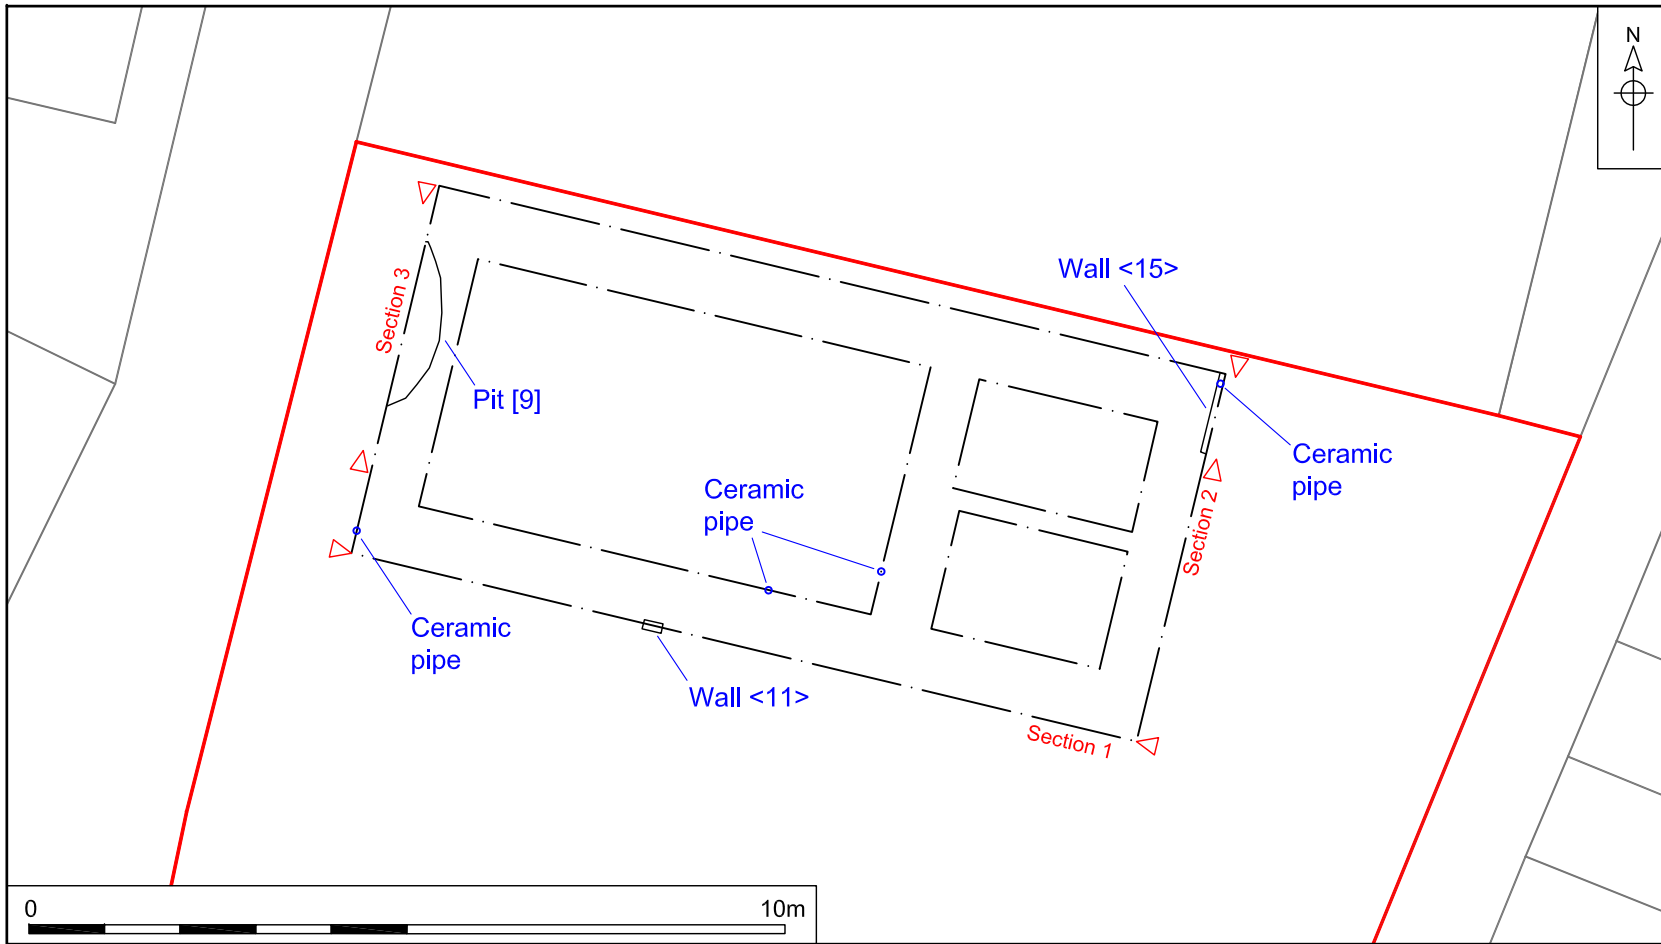 N
Wall <15>
Section 3
Pit [9]
Ceramic
pipe
Ceramic
pipe
Section 2
Ceramic
pipe
Wall <11>
Section 1
0
10m